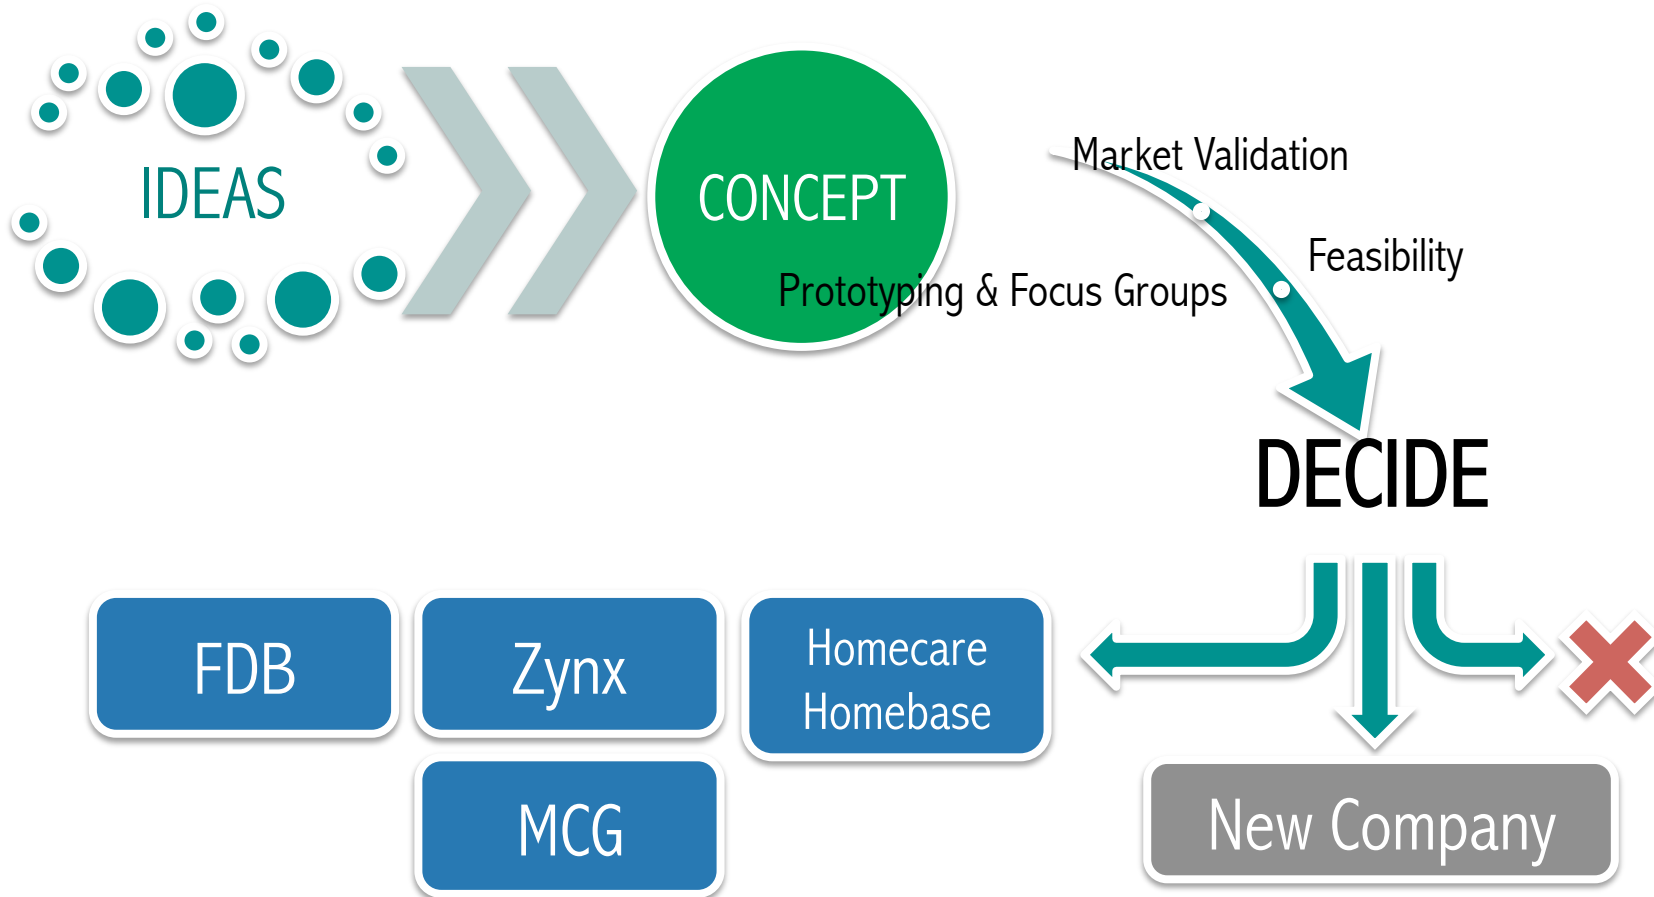 IDEAS
CONCEPT
Market Validation
Feasibility
Prototyping & Focus Groups
DECIDE
FDB
Zynx
Homecare
Homebase
MCG
New Company